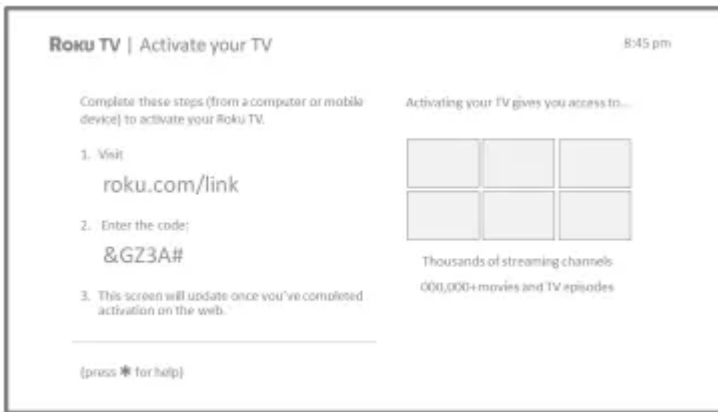 ROKU TV | Activate your TV
8:45 pm
Complete these steps (from a computer or mobile
device) to activate your Roku TV.
1. Visit
roku.com/link
2. Enter the code:
&GZ3A#
3. This screen will update once you've completed
activation on the web.
(press ✱ for help)
Activating your TV gives you access to...
Thousands of streaming channels
000,000+movies and TV episodes